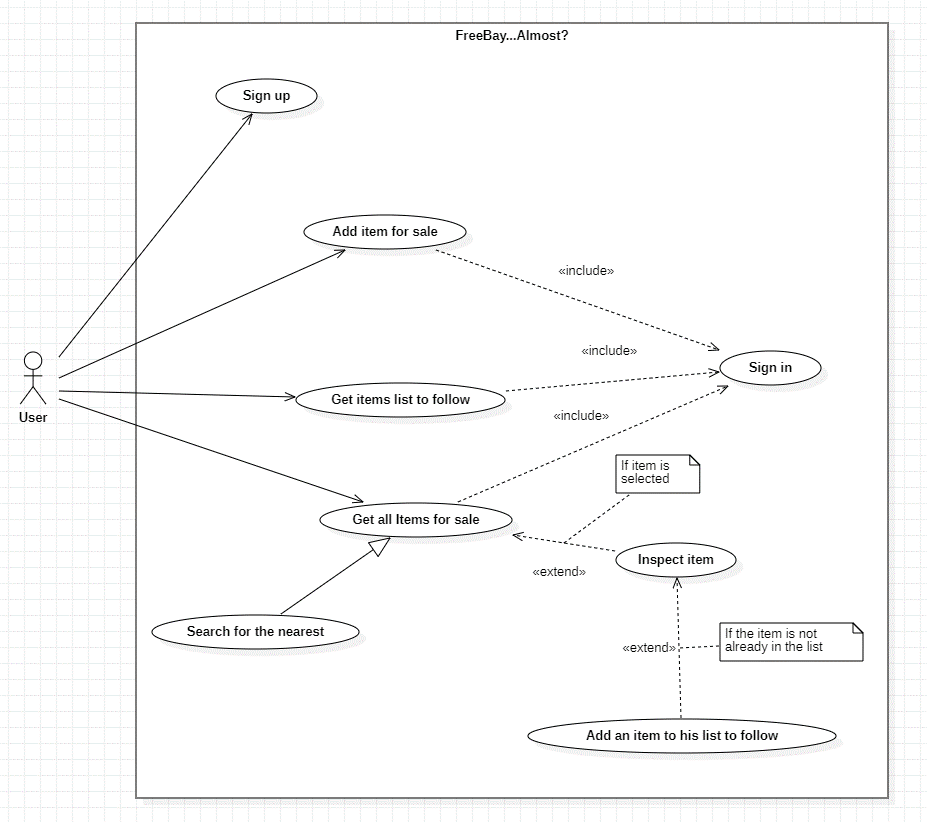 FreeBay...Almost?
Sign up
Add item for sale
«include»
«include»
Sign in
Get items list to follow
User
«include»
If item is
selected
Get all Items for sale
Inspect item
«extend»
Search for the nearest
If the item is not
already in the list
«extend»
Add an item to his list to follow